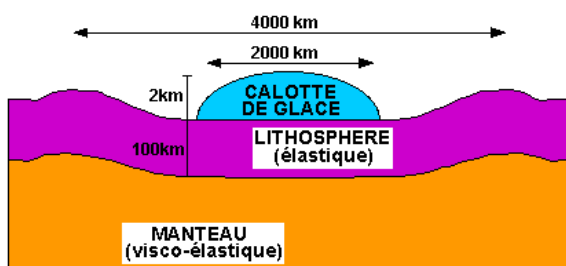 4000 km
2000 km
2km
CALOTTE
DE GLACE
LITHOSPHERE
(élastique)
100km
MANTEAU
(visco-élastique)